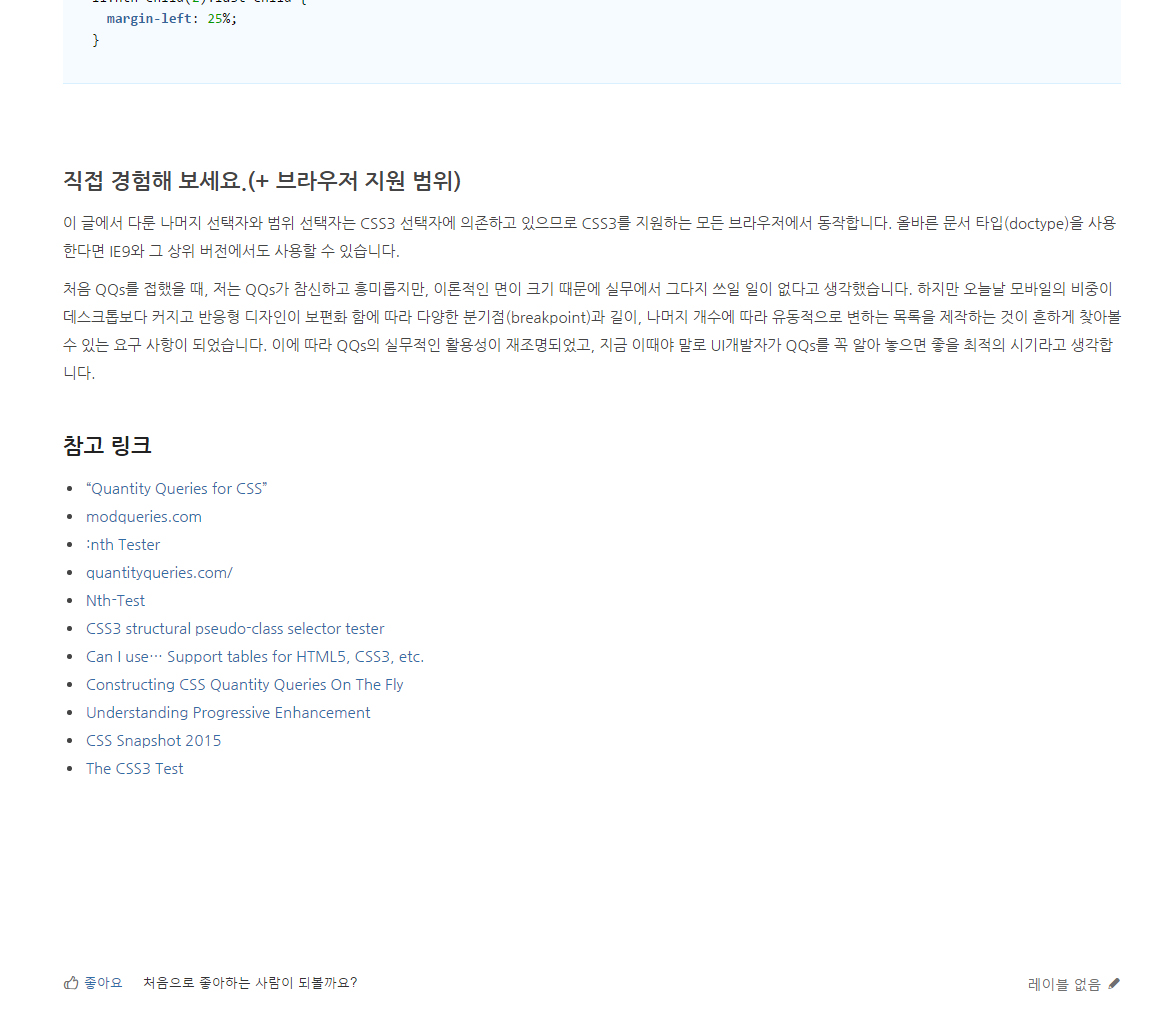 margin-left: 25%;
}
직접 경험해 보세요.(+ 브라우저 지원 범위)
이 글에서 다룬 나머지 선택자와 범위 선택자는 CSS3 선택자에 의존하고 있으므로 CSS3를 지원하는 모든 브라우저에서 동작합니다. 올바른 문서 타입(doctype)을 사용
한다면 IE9와 그 상위 버전에서도 사용할 수 있습니다.
처음 QQs를 접했을 때, 저는 QQs가 참신하고 흥미롭지만, 이론적인 면이 크기 때문에 실무에서 그다지 쓰일 일이 없다고 생각했습니다. 하지만 오늘날 모바일의 비중이
데스크톱보다 커지고 반응형 디자인이 보편화 함에 따라 다양한 분기점(breakpoint)과 길이, 나머지 개수에 따라 유동적으로 변하는 목록을 제작하는 것이 흔하게 찾아볼
수 있는 요구 사항이 되었습니다. 이에 따라 QQs의 실무적인 활용성이 재조명되었고, 지금 이때야 말로 UI개발자가 QQs를 꼭 알아 놓으면 좋을 최적의 시기라고 생각합
니다.
참고 링크
• “Quantity Queries for CSS”
• modqueries.com
• :nth Tester
• quantityqueries.com/
• Nth-Test
• CSS3 structural pseudo-class selector tester
• Can I use… Support tables for HTML5, CSS3, etc.
• Constructing CSS Quantity Queries On The Fly
• Understanding Progressive Enhancement
• CSS Snapshot 2015
• The CSS3 Test
좋아요 처음으로 좋아하는 사람이 되볼까요? 레이블 없음